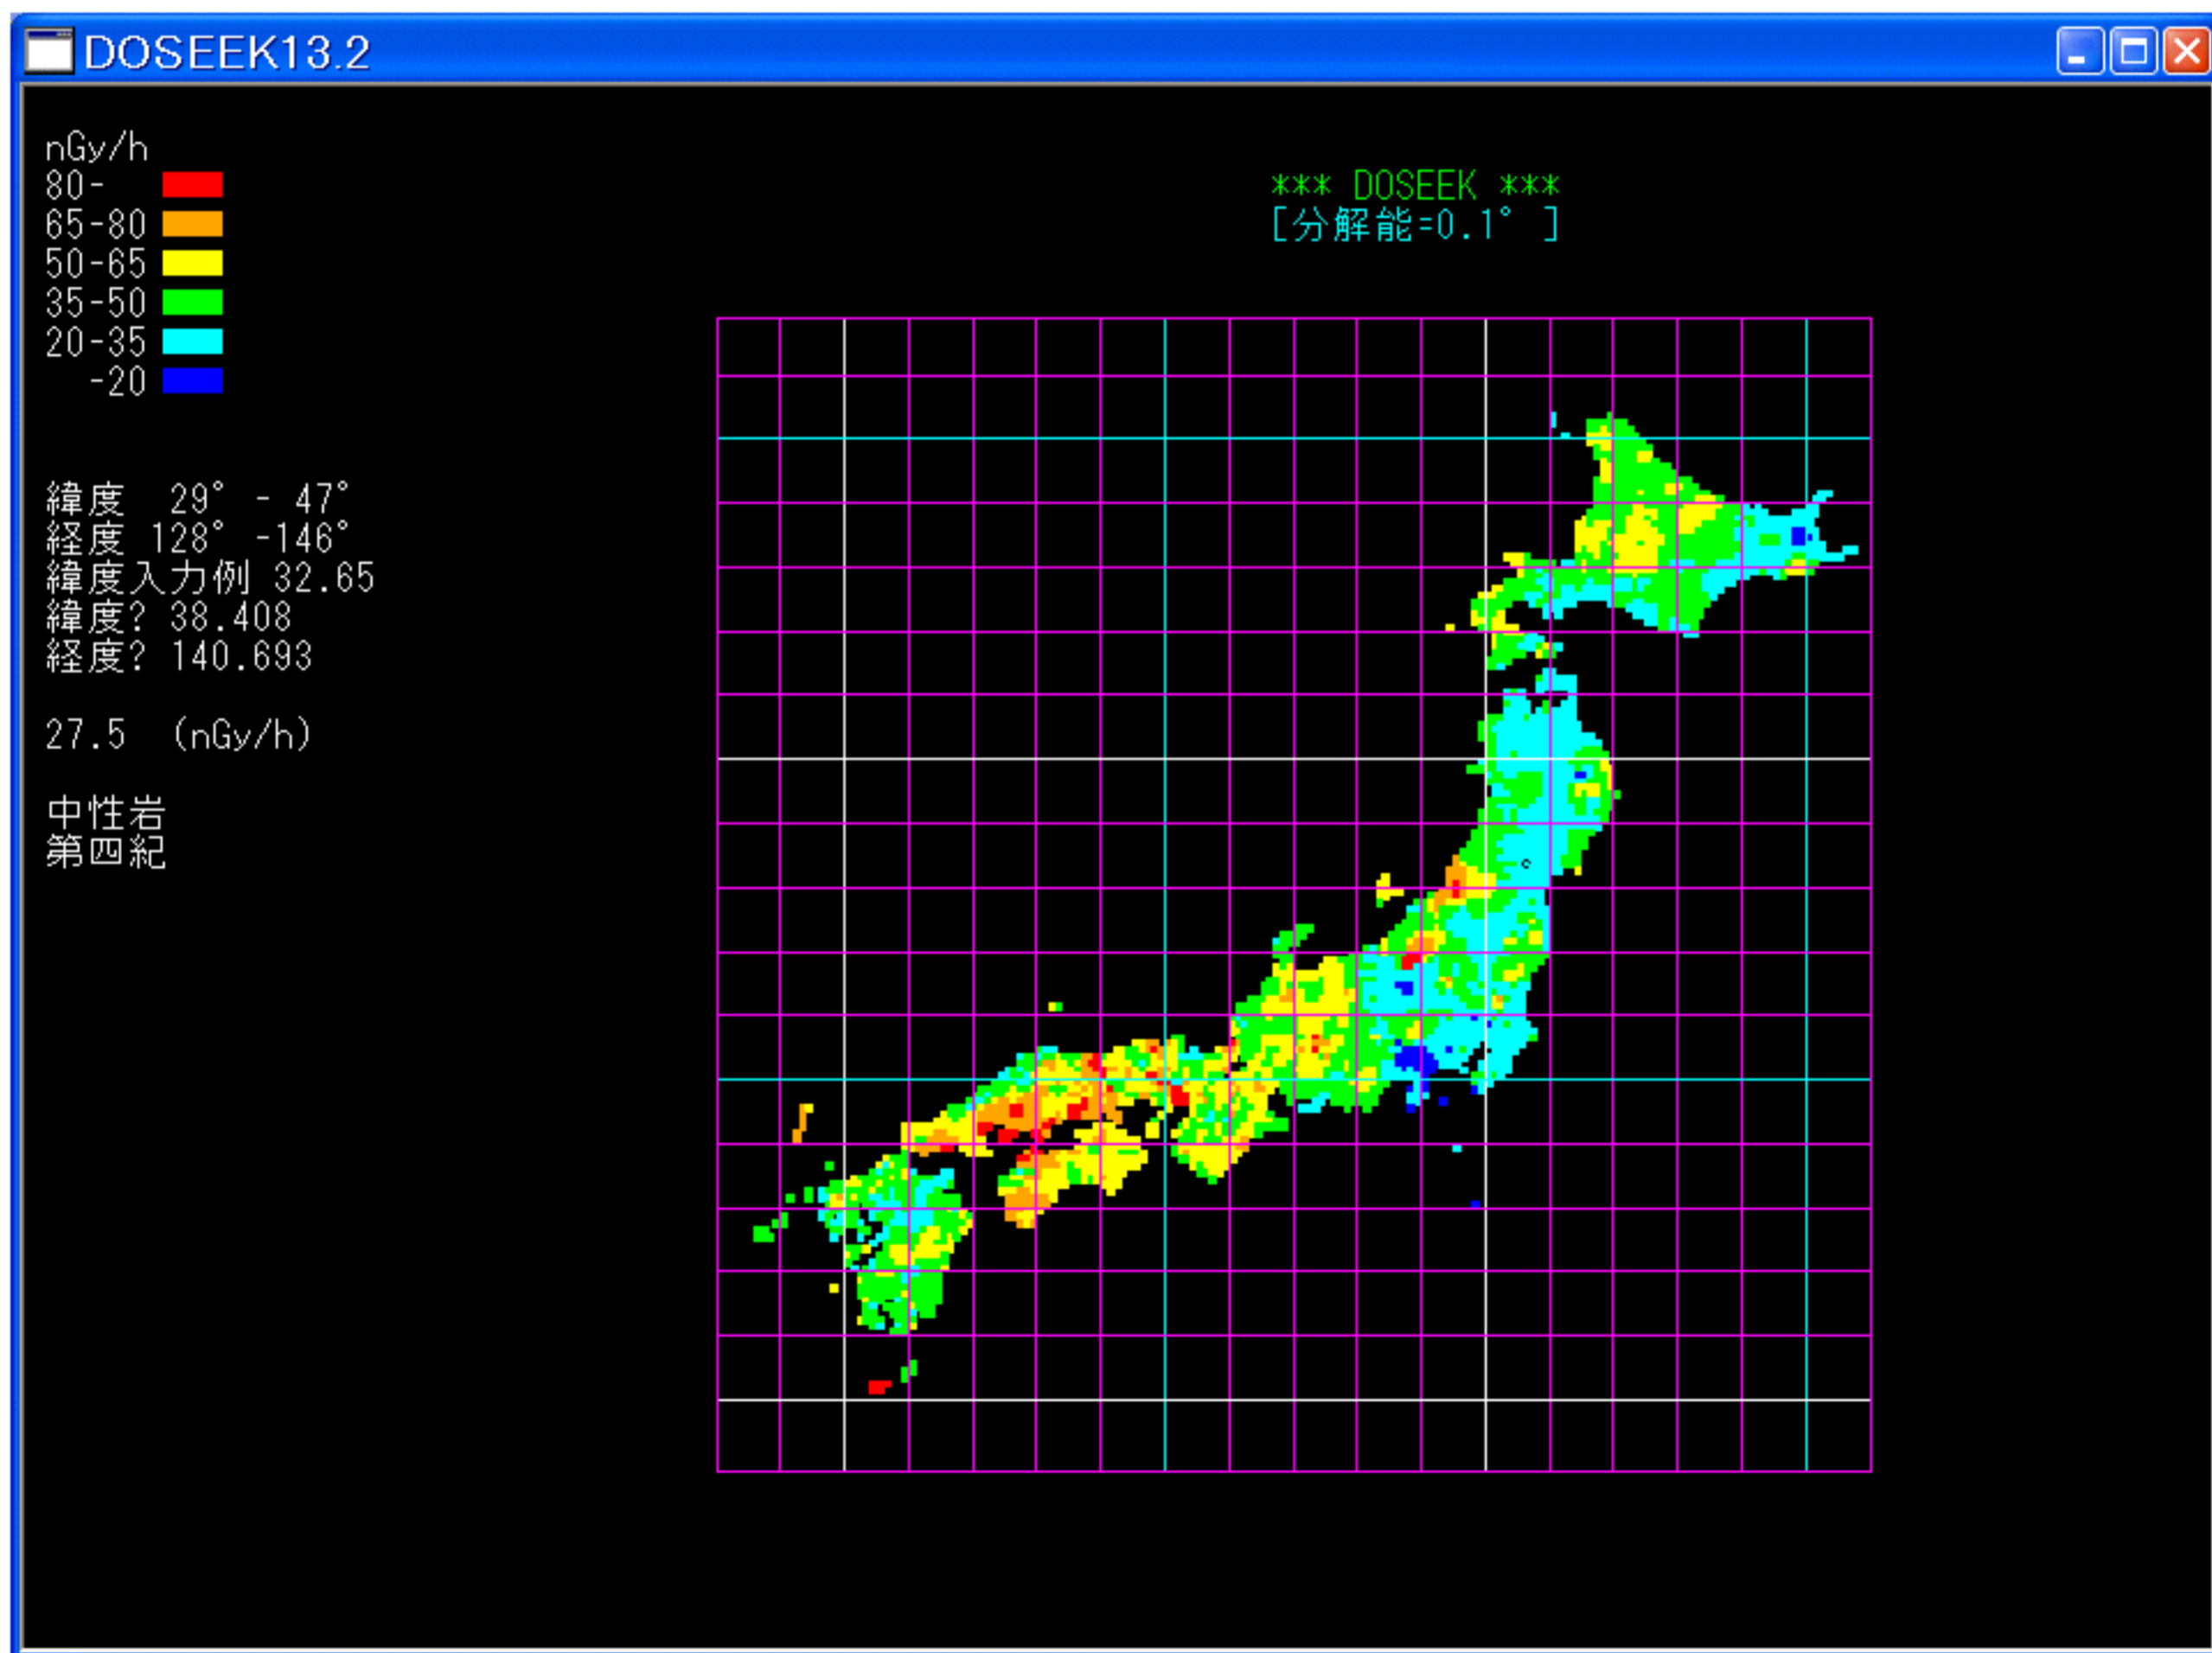 DOSEEK13.2
nGy/h
80-
65-80
50-65
35-50
20-35
-20
*** DOSEEK ***
[分解能=0.1° ]
緯度 29° - 47°
経度 128° -146°
緯度入力例 32.65
緯度? 38.408
経度? 140.693
27.5 (nGy/h)
中性岩
第四紀